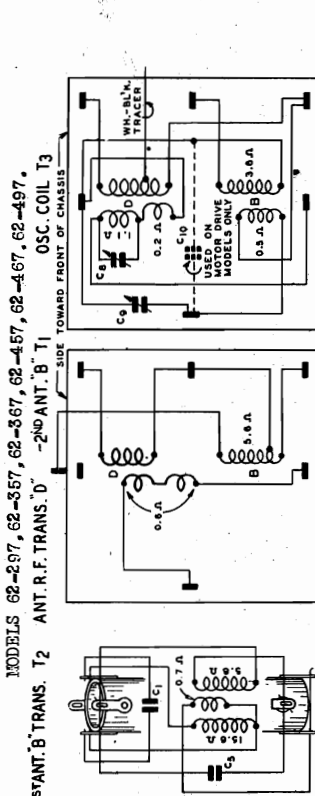 MODELS 62-297, 62-357, 62-367, 62-457, 62-467, 62-497.
ST ANT."B" TRANS. T2
ANT. R.F. TRANS. "D" -2ND ANT. "B" T1
OSC. COIL T3
SIDE TOWARD FRONT OF CHASSIS
C1
0.7 Ω
5.6 Ω
15.6 Ω
C5
D
0.6 Ω
5.6 Ω
B
WH.-BL'K.
TRACER
D
C8
0.2 Ω
C9
C10
USED ON
MOTOR DRIVE
MODELS ONLY
3.6 Ω
B
0.5 Ω